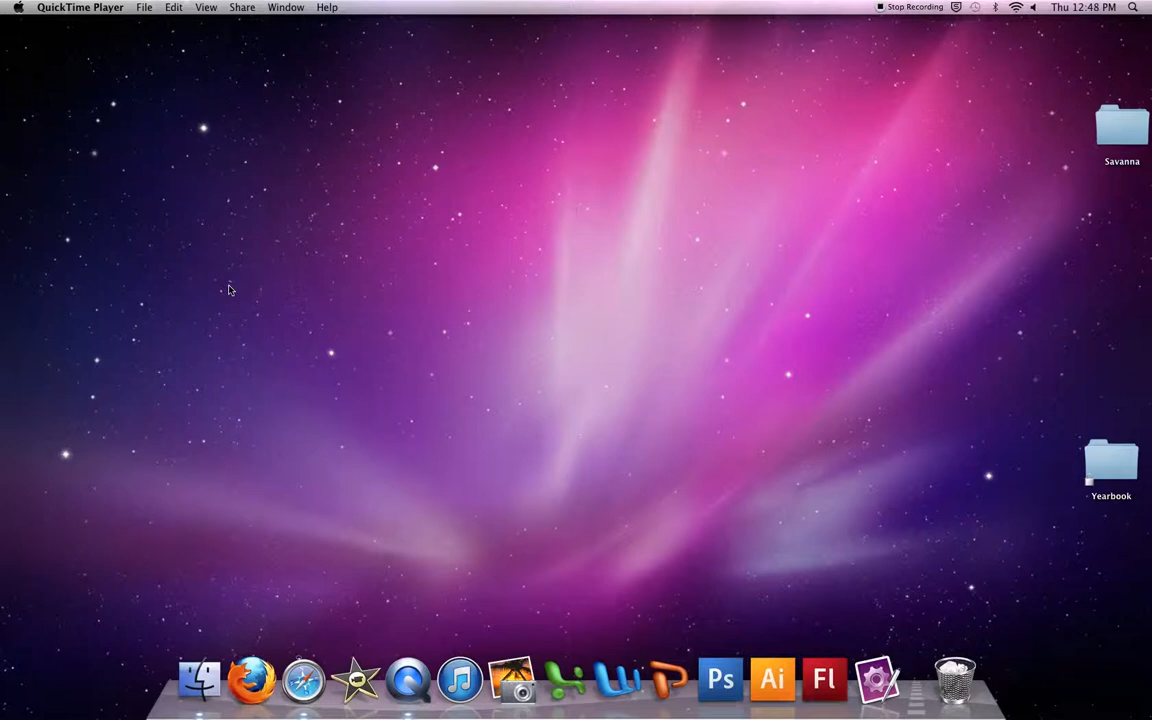 QuickTime Player File Edit View Share Window Help Stop Recording Thu 12:48 PM
Savanna
Yearbook
Ps Ai Fl